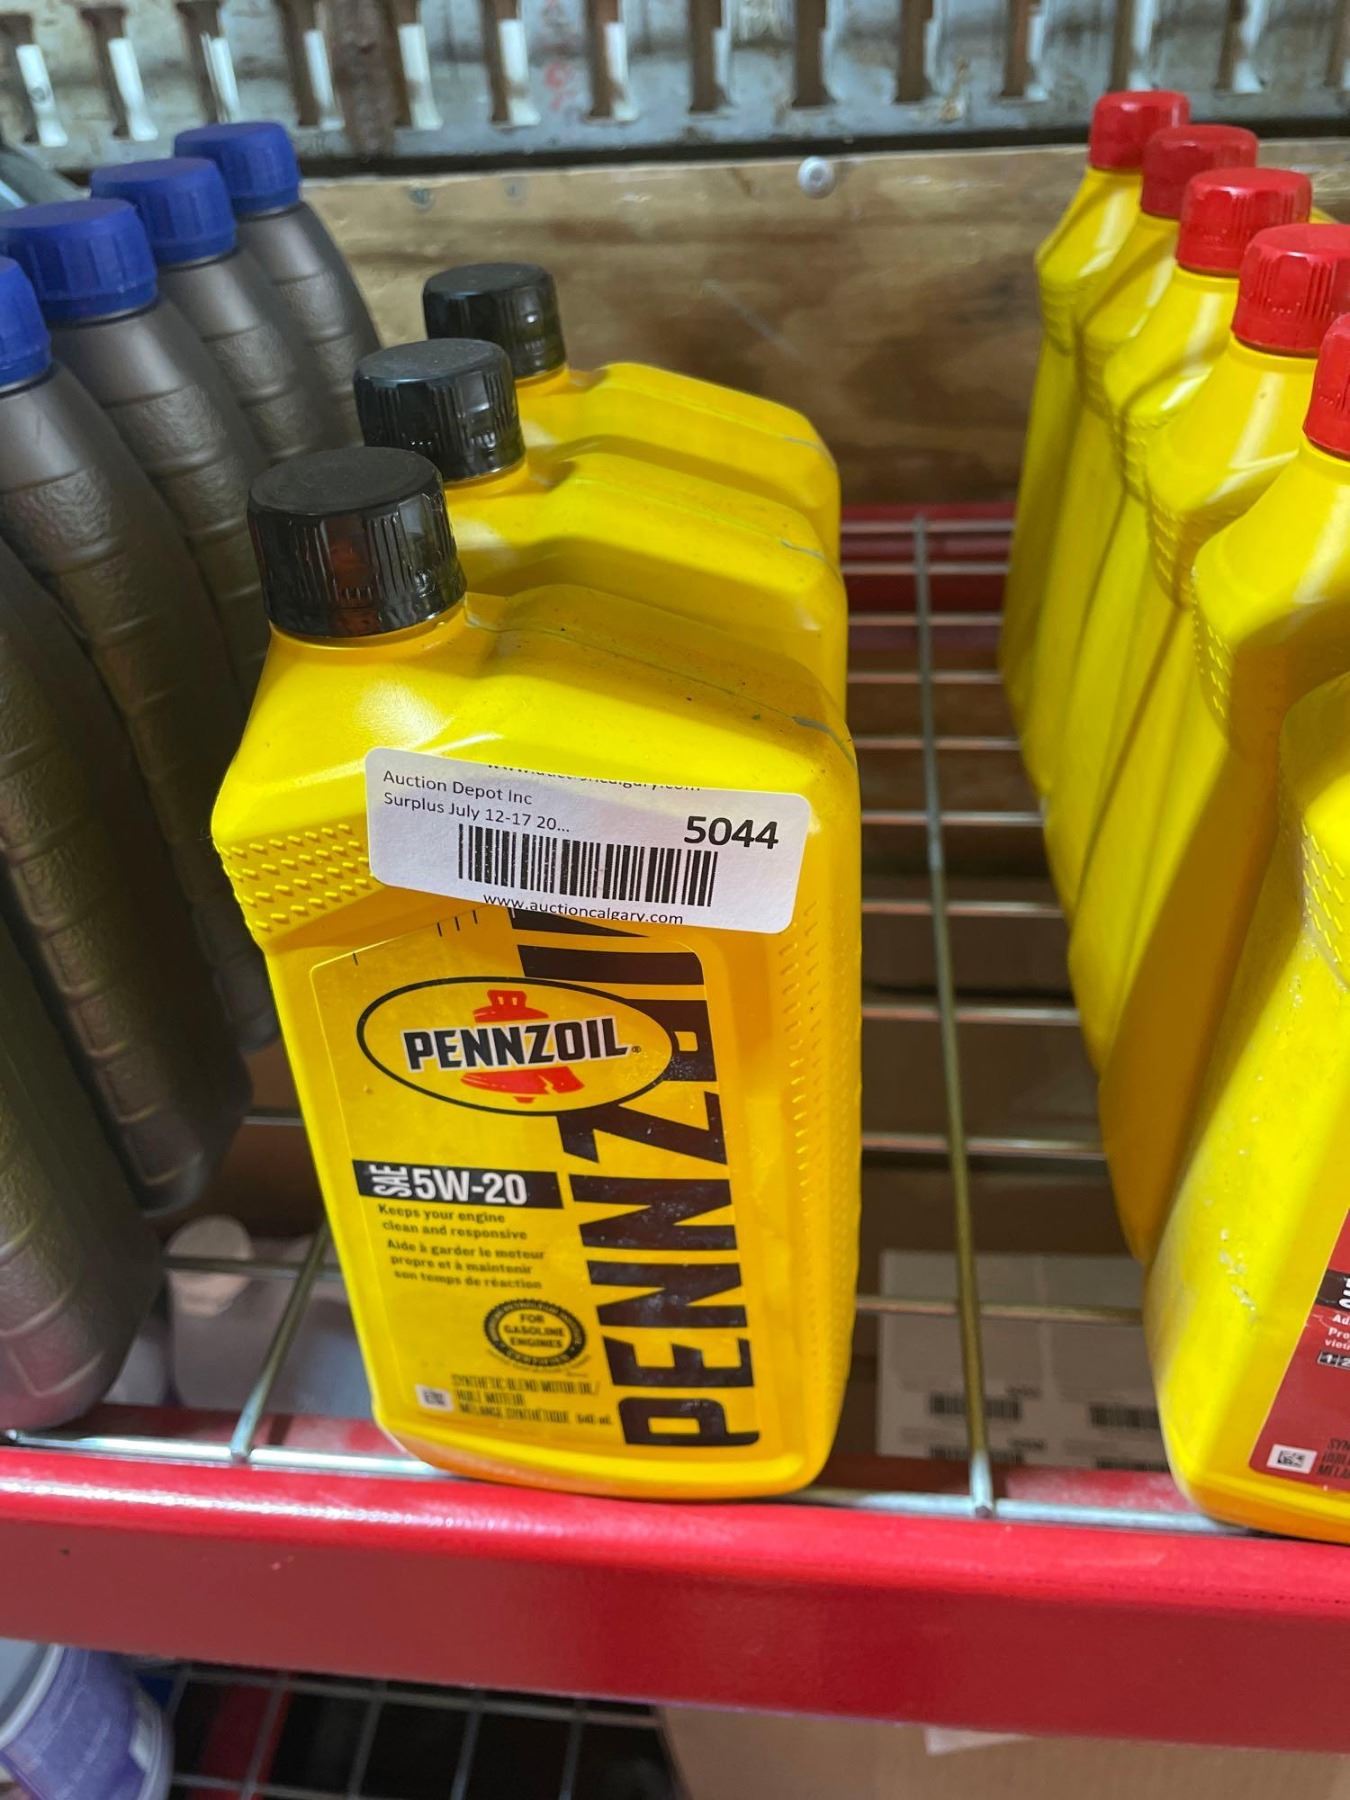 Auction Depot Inc
Surplus July 12-17 20...
5044
www.auctioncalgary.com
PENNZOIL
SAE 5W-20
Keeps your engine
clean and responsive
Aide à garder le moteur
propre et à maintenir
son temps de réaction
FOR
GASOLINE
ENGINES
CERTIFIED
SYNTHETIC BLEND MOTOR OIL/
HUILE MOTEUR
MÉLANGE SYNTHÉTIQUE 946 mL
PENNZOIL